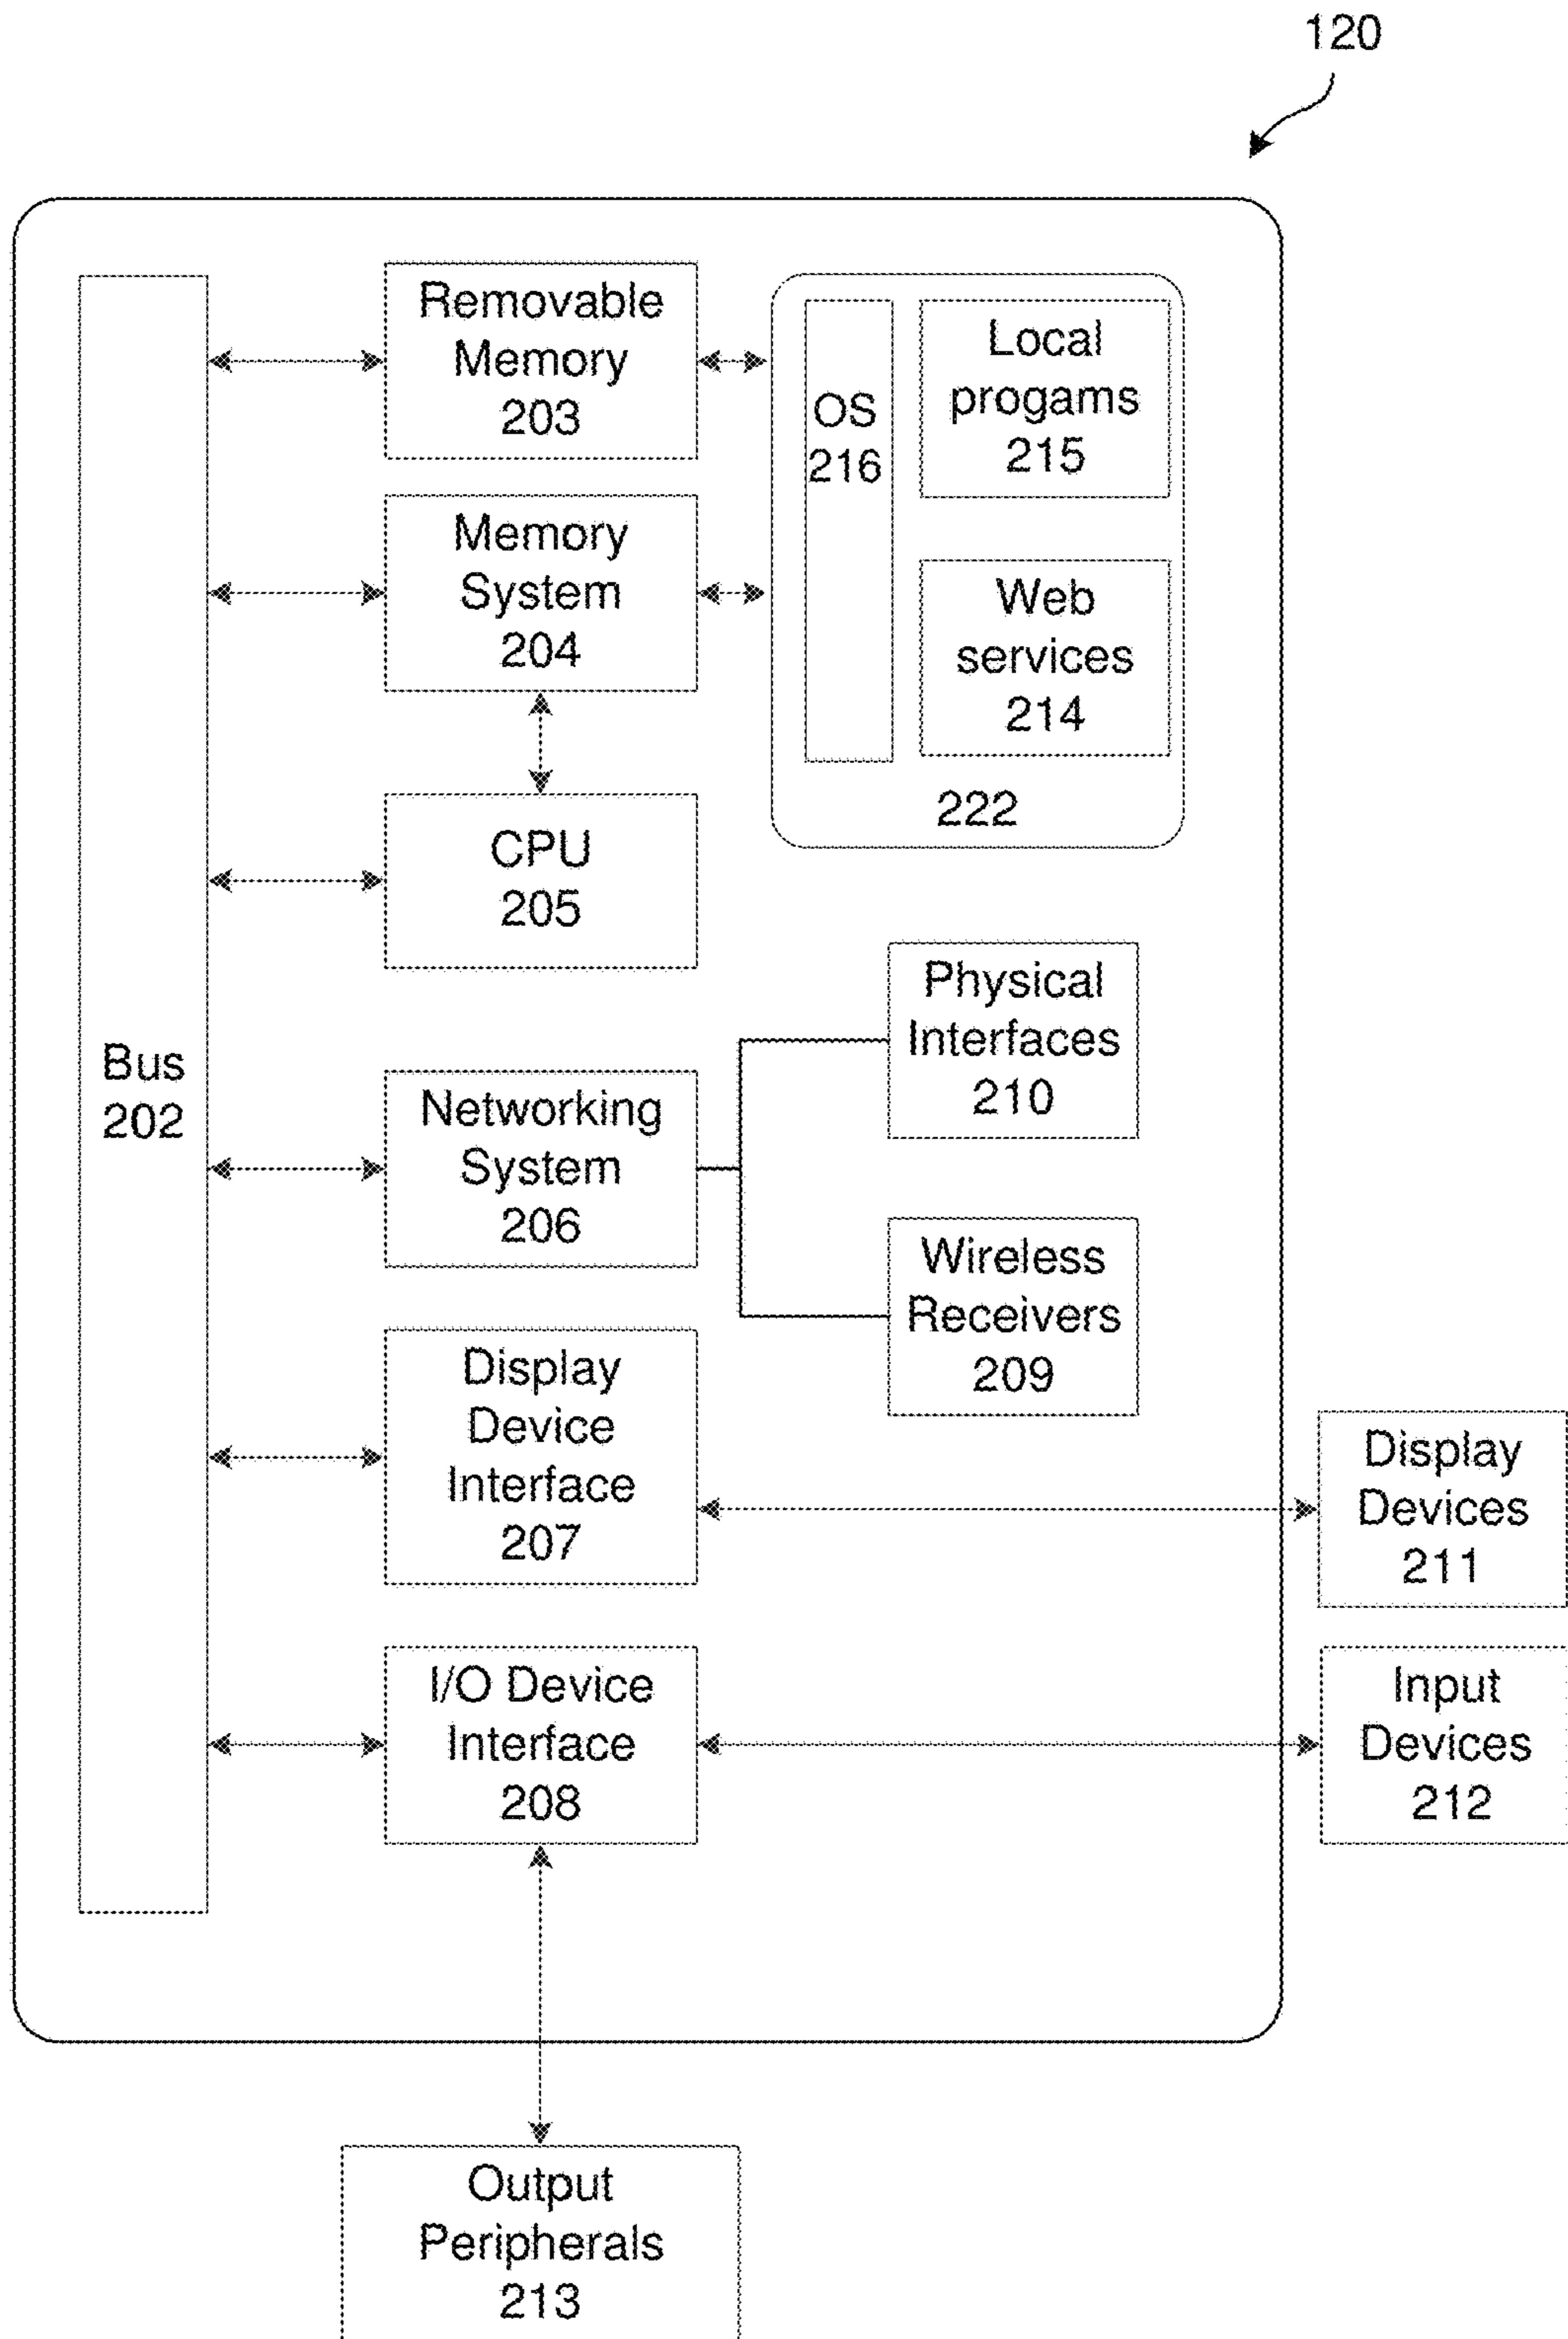 120
Removable
Memory
203
OS
216
Local
progams
215
Memory
System
204
Web
services
214
222
CPU
205
Bus
202
Physical
Interfaces
210
Networking
System
206
Wireless
Receivers
209
Display
Device
Interface
207
Display
Devices
211
I/O Device
Interface
208
Input
Devices
212
Output
Peripherals
213